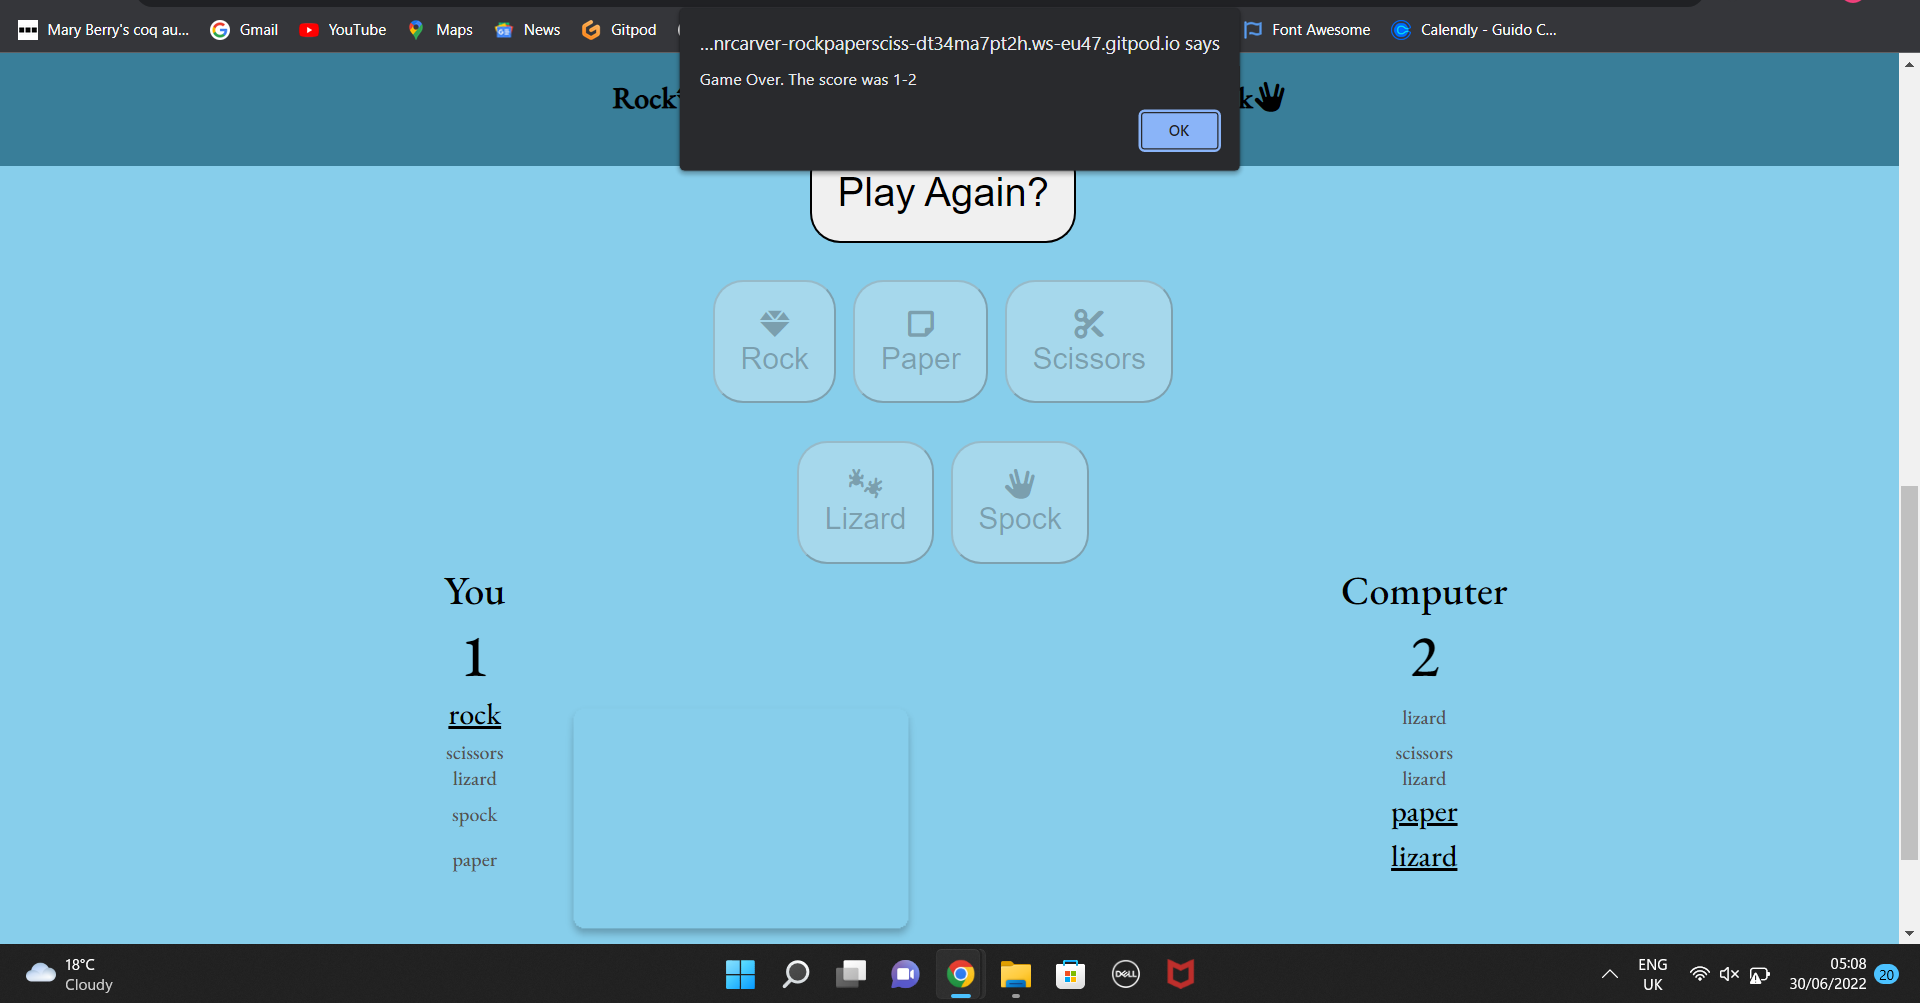 Mary Berry's coq au... Gmail YouTube Maps News Gitpod Font Awesome Calendly - Guido C...
...nrcarver-rockpapersciss-dt34ma7pt2h.ws-eu47.gitpod.io says
Game Over. The score was 1-2
OK
Rock k
Play Again?
Rock Paper Scissors
Lizard Spock
You Computer
1 2
rock lizard
scissors scissors
lizard lizard
spock paper
paper lizard
18°C
Cloudy
DELL
ENG
UK
05:08
30/06/2022
20